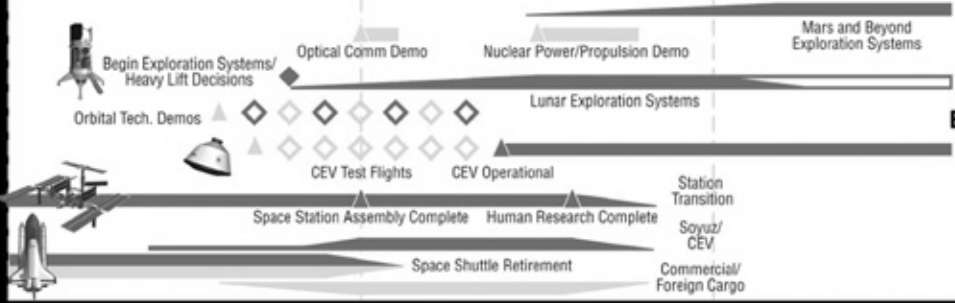 Mars and Beyond
Exploration Systems
Optical Comm Demo
Nuclear Power/Propulsion Demo
Begin Exploration Systems/
Heavy Lift Decisions
Lunar Exploration Systems
Orbital Tech. Demos
CEV Test Flights
CEV Operational
Station
Transition
Space Station Assembly Complete
Human Research Complete
Soyuz/
CEV
Space Shuttle Retirement
Commercial/
Foreign Cargo